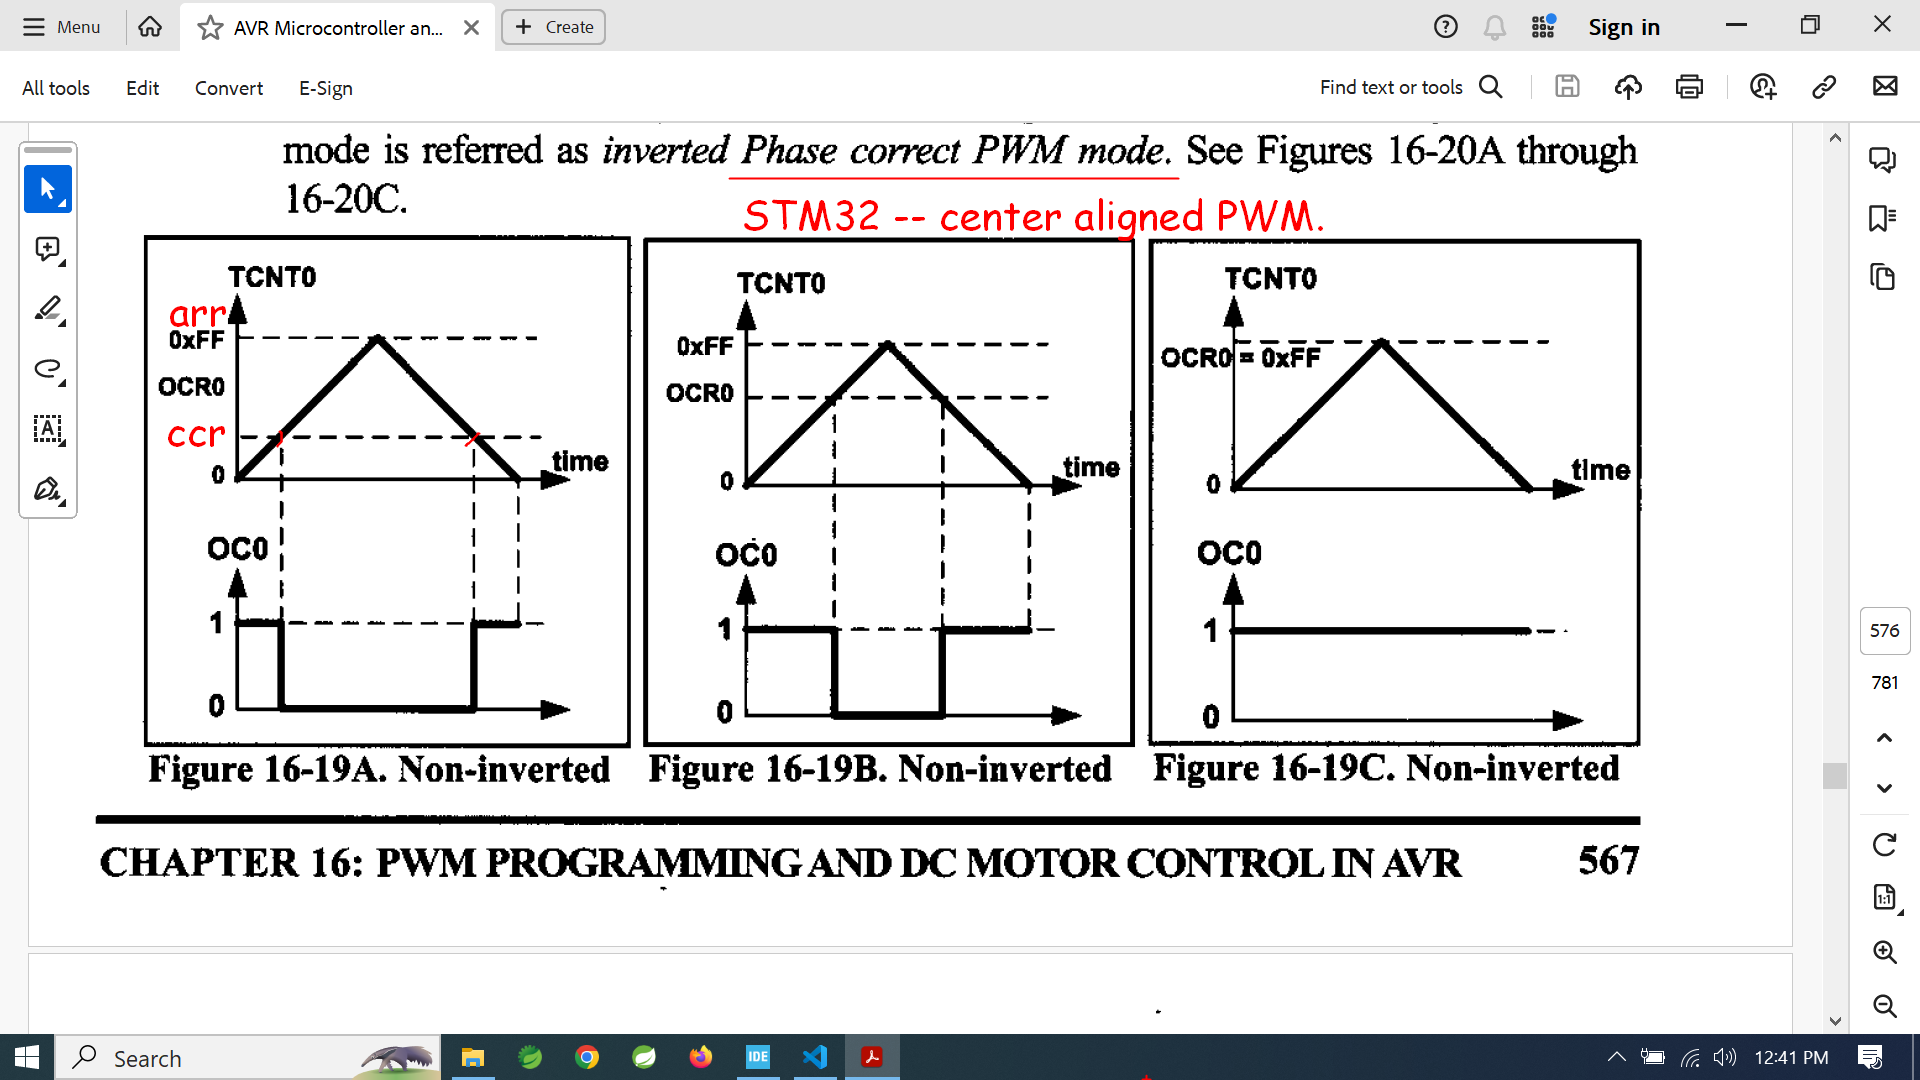 Menu
AVR Microcontroller an...
Create
Sign in
All tools
Edit
Convert
E-Sign
Find text or tools
mode is referred as inverted Phase correct PWM mode. See Figures 16-20A through
16-20C.
STM32 -- center aligned PWM.
TCNT0
arr
0xFF
OCR0
ccr
0
time
OC0
1
0
Figure 16-19A. Non-inverted
TCNT0
0xFF
OCR0
0
time
OC0
1
0
Figure 16-19B. Non-inverted
TCNT0
OCR0 = 0xFF
0
time
OC0
1
0
Figure 16-19C. Non-inverted
CHAPTER 16: PWM PROGRAMMING AND DC MOTOR CONTROL IN AVR 567
576
781
1:1
Search
IDE
12:41 PM